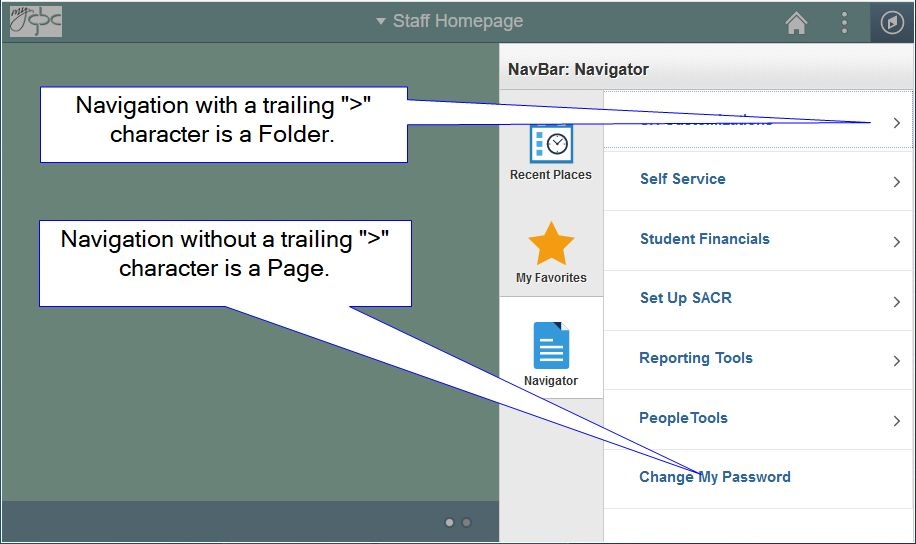 my
Staff Homepage
NavBar: Navigator
Navigation with a trailing ">"
character is a Folder.
Recent Places
Self Service
Navigation without a trailing ">"
character is a Page.
Student Financials
My Favorites
Set Up SACR
Reporting Tools
Navigator
PeopleTools
Change My Password